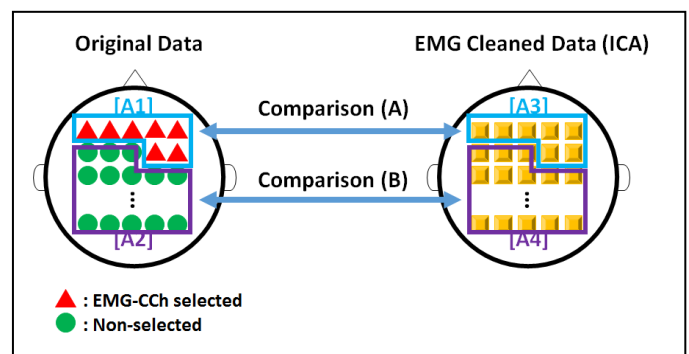 Original Data
EMG Cleaned Data (ICA)
[A1]
Comparison (A)
[A3]
Comparison (B)
[A2]
[A4]
: EMG-CCh selected
: Non-selected